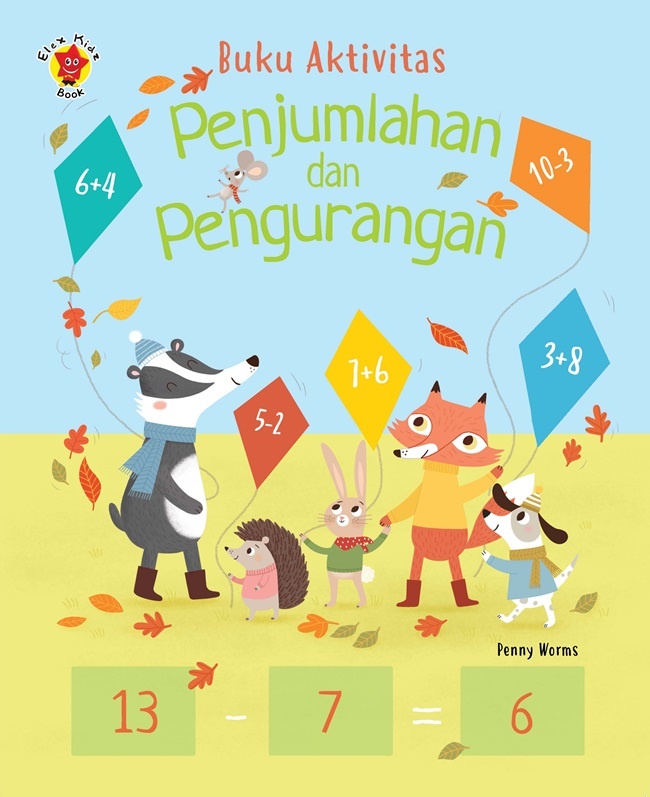 Elex Kidz
Book
Buku Aktivitas
Penjumlahan
dan
Pengurangan
6+4
10-3
1+6
3+8
5-2
Penny Worms
13 - 7 = 6